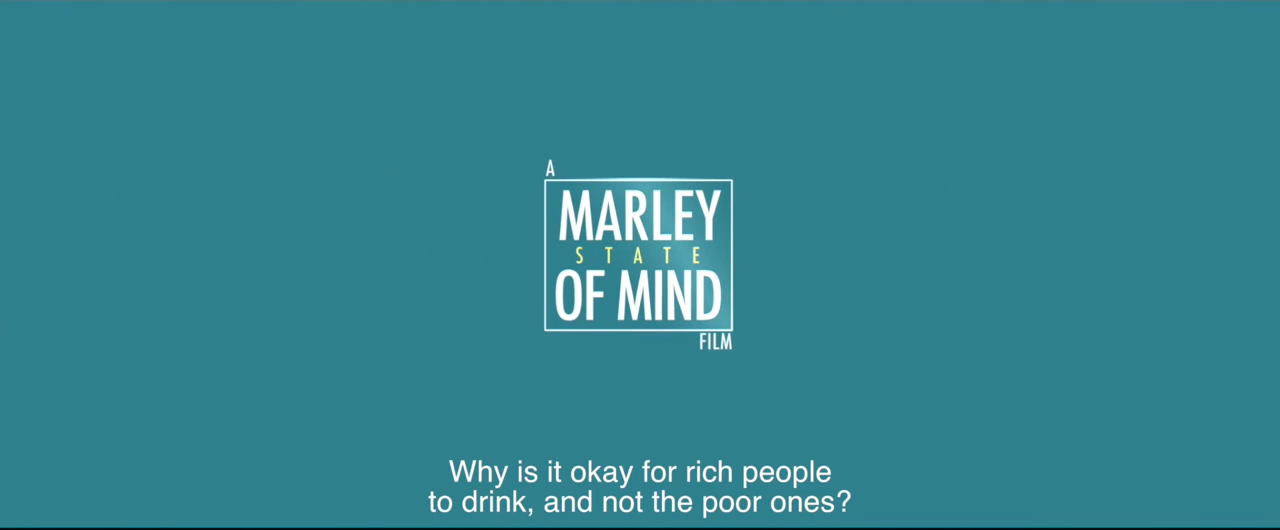 A
MARLEY
STATE
OF MIND
FILM
Why is it okay for rich people
to drink, and not the poor ones?